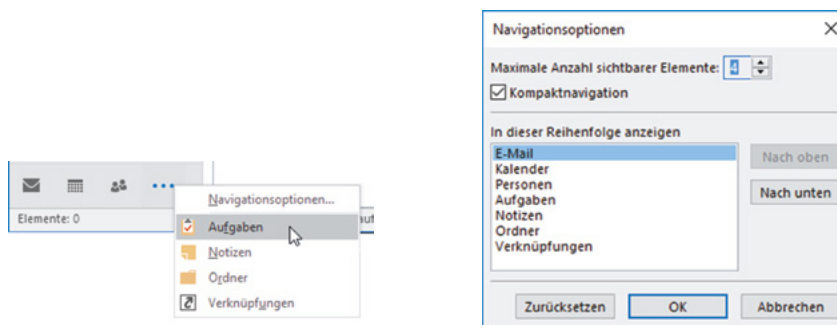 Elemente: 0
Navigationsoptionen...
Aufgaben
Notizen
Ordner
Verknüpfungen
Navigationsoptionen
Maximale Anzahl sichtbarer Elemente: 4
Kompaktnavigation
In dieser Reihenfolge anzeigen
E-Mail
Kalender
Personen
Aufgaben
Notizen
Ordner
Verknüpfungen
Nach oben
Nach unten
Zurücksetzen OK Abbrechen